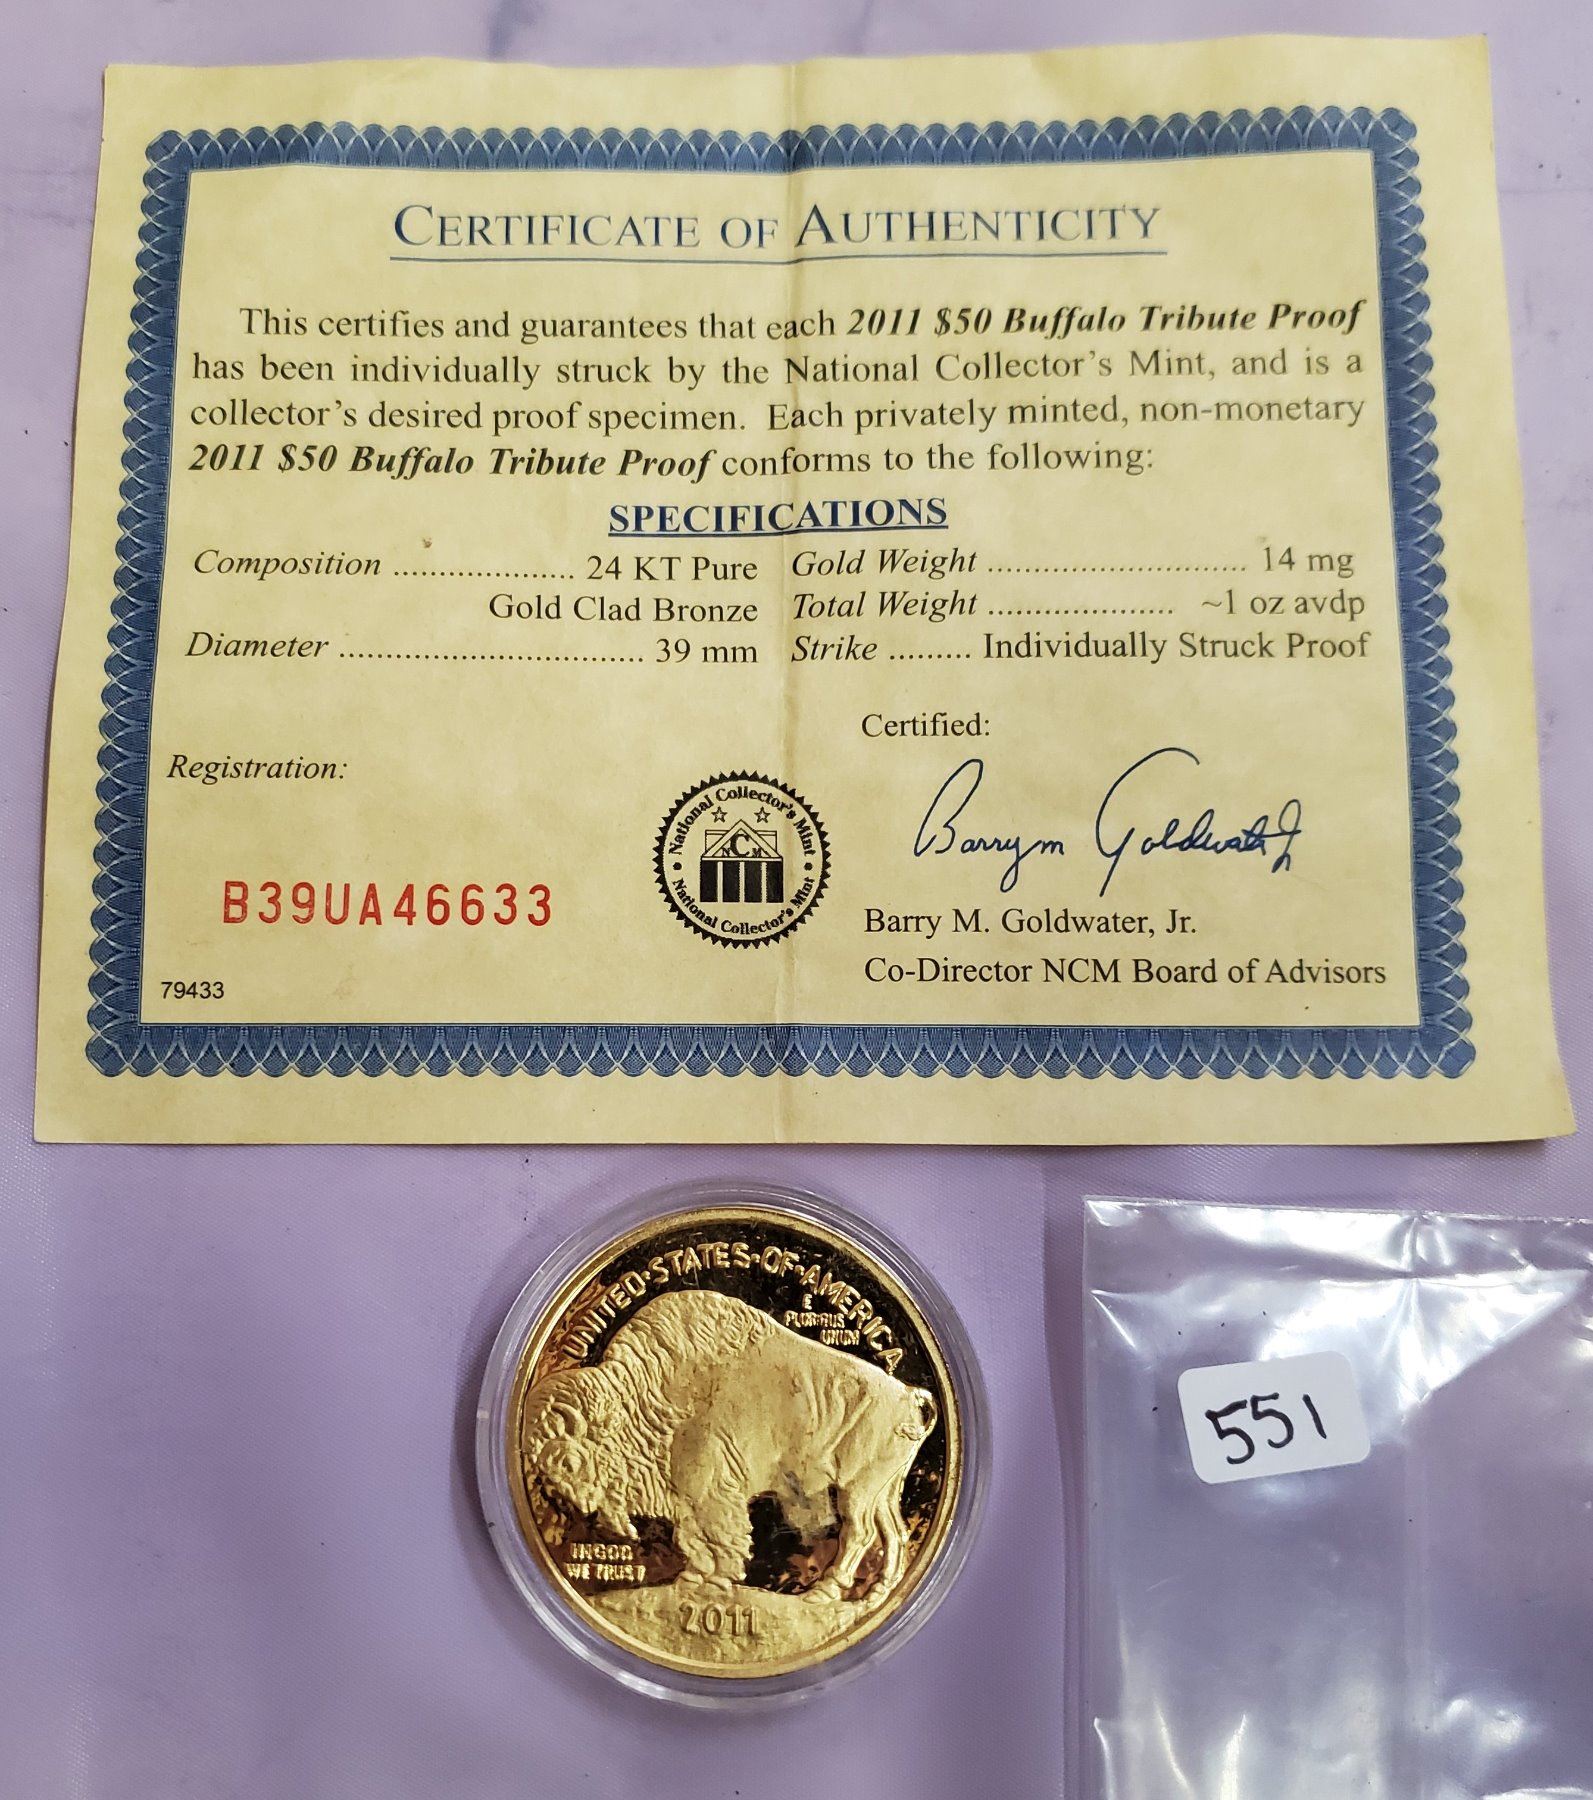 CERTIFICATE OF AUTHENTICITY
This certifies and guarantees that each 2011 $50 Buffalo Tribute Proof
has been individually struck by the National Collector's Mint, and is a
collector's desired proof specimen. Each privately minted, non-monetary
2011 $50 Buffalo Tribute Proof conforms to the following:
SPECIFICATIONS
Composition .................... 24 KT Pure
Gold Clad Bronze
Diameter ................................. 39 mm
Gold Weight ............................ 14 mg
Total Weight .................... ~1 oz avdp
Strike ......... Individually Struck Proof
Certified:
Registration:
National Collector's Mint
NCM
National Collector's Mint
Barry M Goldwater Jr
B39UA46633
Barry M. Goldwater, Jr.
Co-Director NCM Board of Advisors
79433
UNITED·STATES·OF·AMERICA
E
PLURIBUS
UNUM
IN GOD
WE TRUST
2011
551